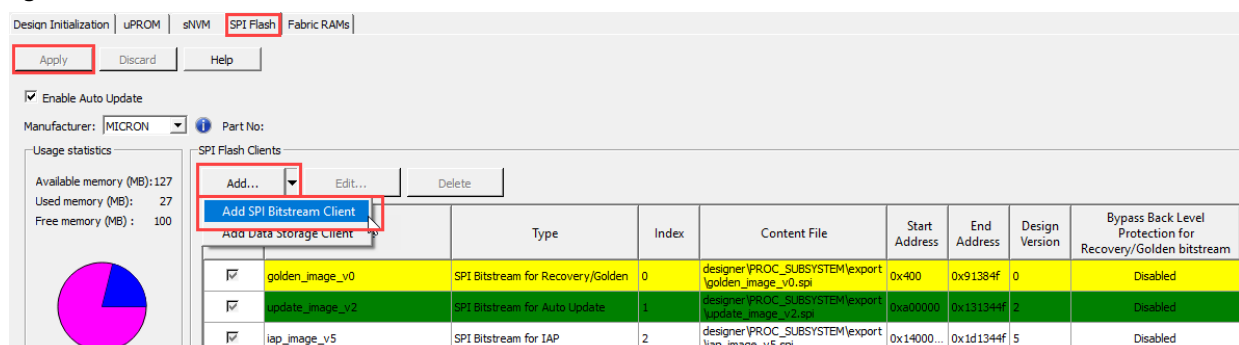 Design Initialization uPROM sNVM SPI Flash Fabric RAMs
Apply Discard Help
Enable Auto Update
Manufacturer: MICRON Part No:
Usage statistics SPI Flash Clients
Available memory (MB): 127
Used memory (MB): 27
Free memory (MB) : 100
Add... Edit... Delete
Add SPI Bitstream Client
Add Data Storage Client
Type Index Content File Start Address End Address Design Version Bypass Back Level Protection for Recovery/Golden bitstream
golden_image_v0 SPI Bitstream for Recovery/Golden 0 designer\PROC_SUBSYSTEM\export\golden_image_v0.spi 0x400 0x91384f 0 Disabled
update_image_v2 SPI Bitstream for Auto Update 1 designer\PROC_SUBSYSTEM\export\update_image_v2.spi 0xa00000 0x131344f 2 Disabled
iap_image_v5 SPI Bitstream for IAP 2 designer\PROC_SUBSYSTEM\export\iap_image_v5.spi 0x14000... 0x1d1344f 5 Disabled